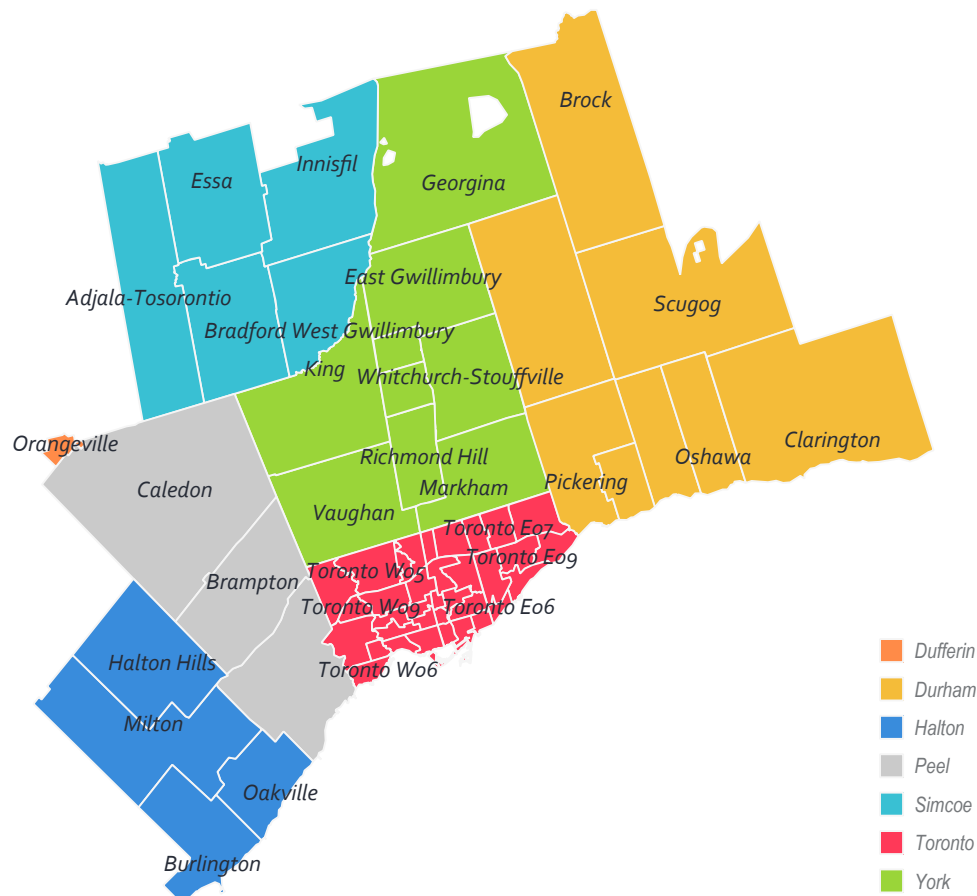 Brock
Innisfil
Essa
Georgina
East Gwillimbury
Adjala-Tosorontio
Scugog
Bradford West Gwillimbury
King
Whitchurch-Stouffville
Orangeville
Clarington
Richmond Hill
Oshawa
Caledon
Markham
Pickering
Vaughan
Toronto E07
Toronto E09
Toronto W05
Brampton
Toronto W09
Toronto E06
Halton Hills
Toronto W06
Milton
Oakville
Burlington
Dufferin
Durham
Halton
Peel
Simcoe
Toronto
York